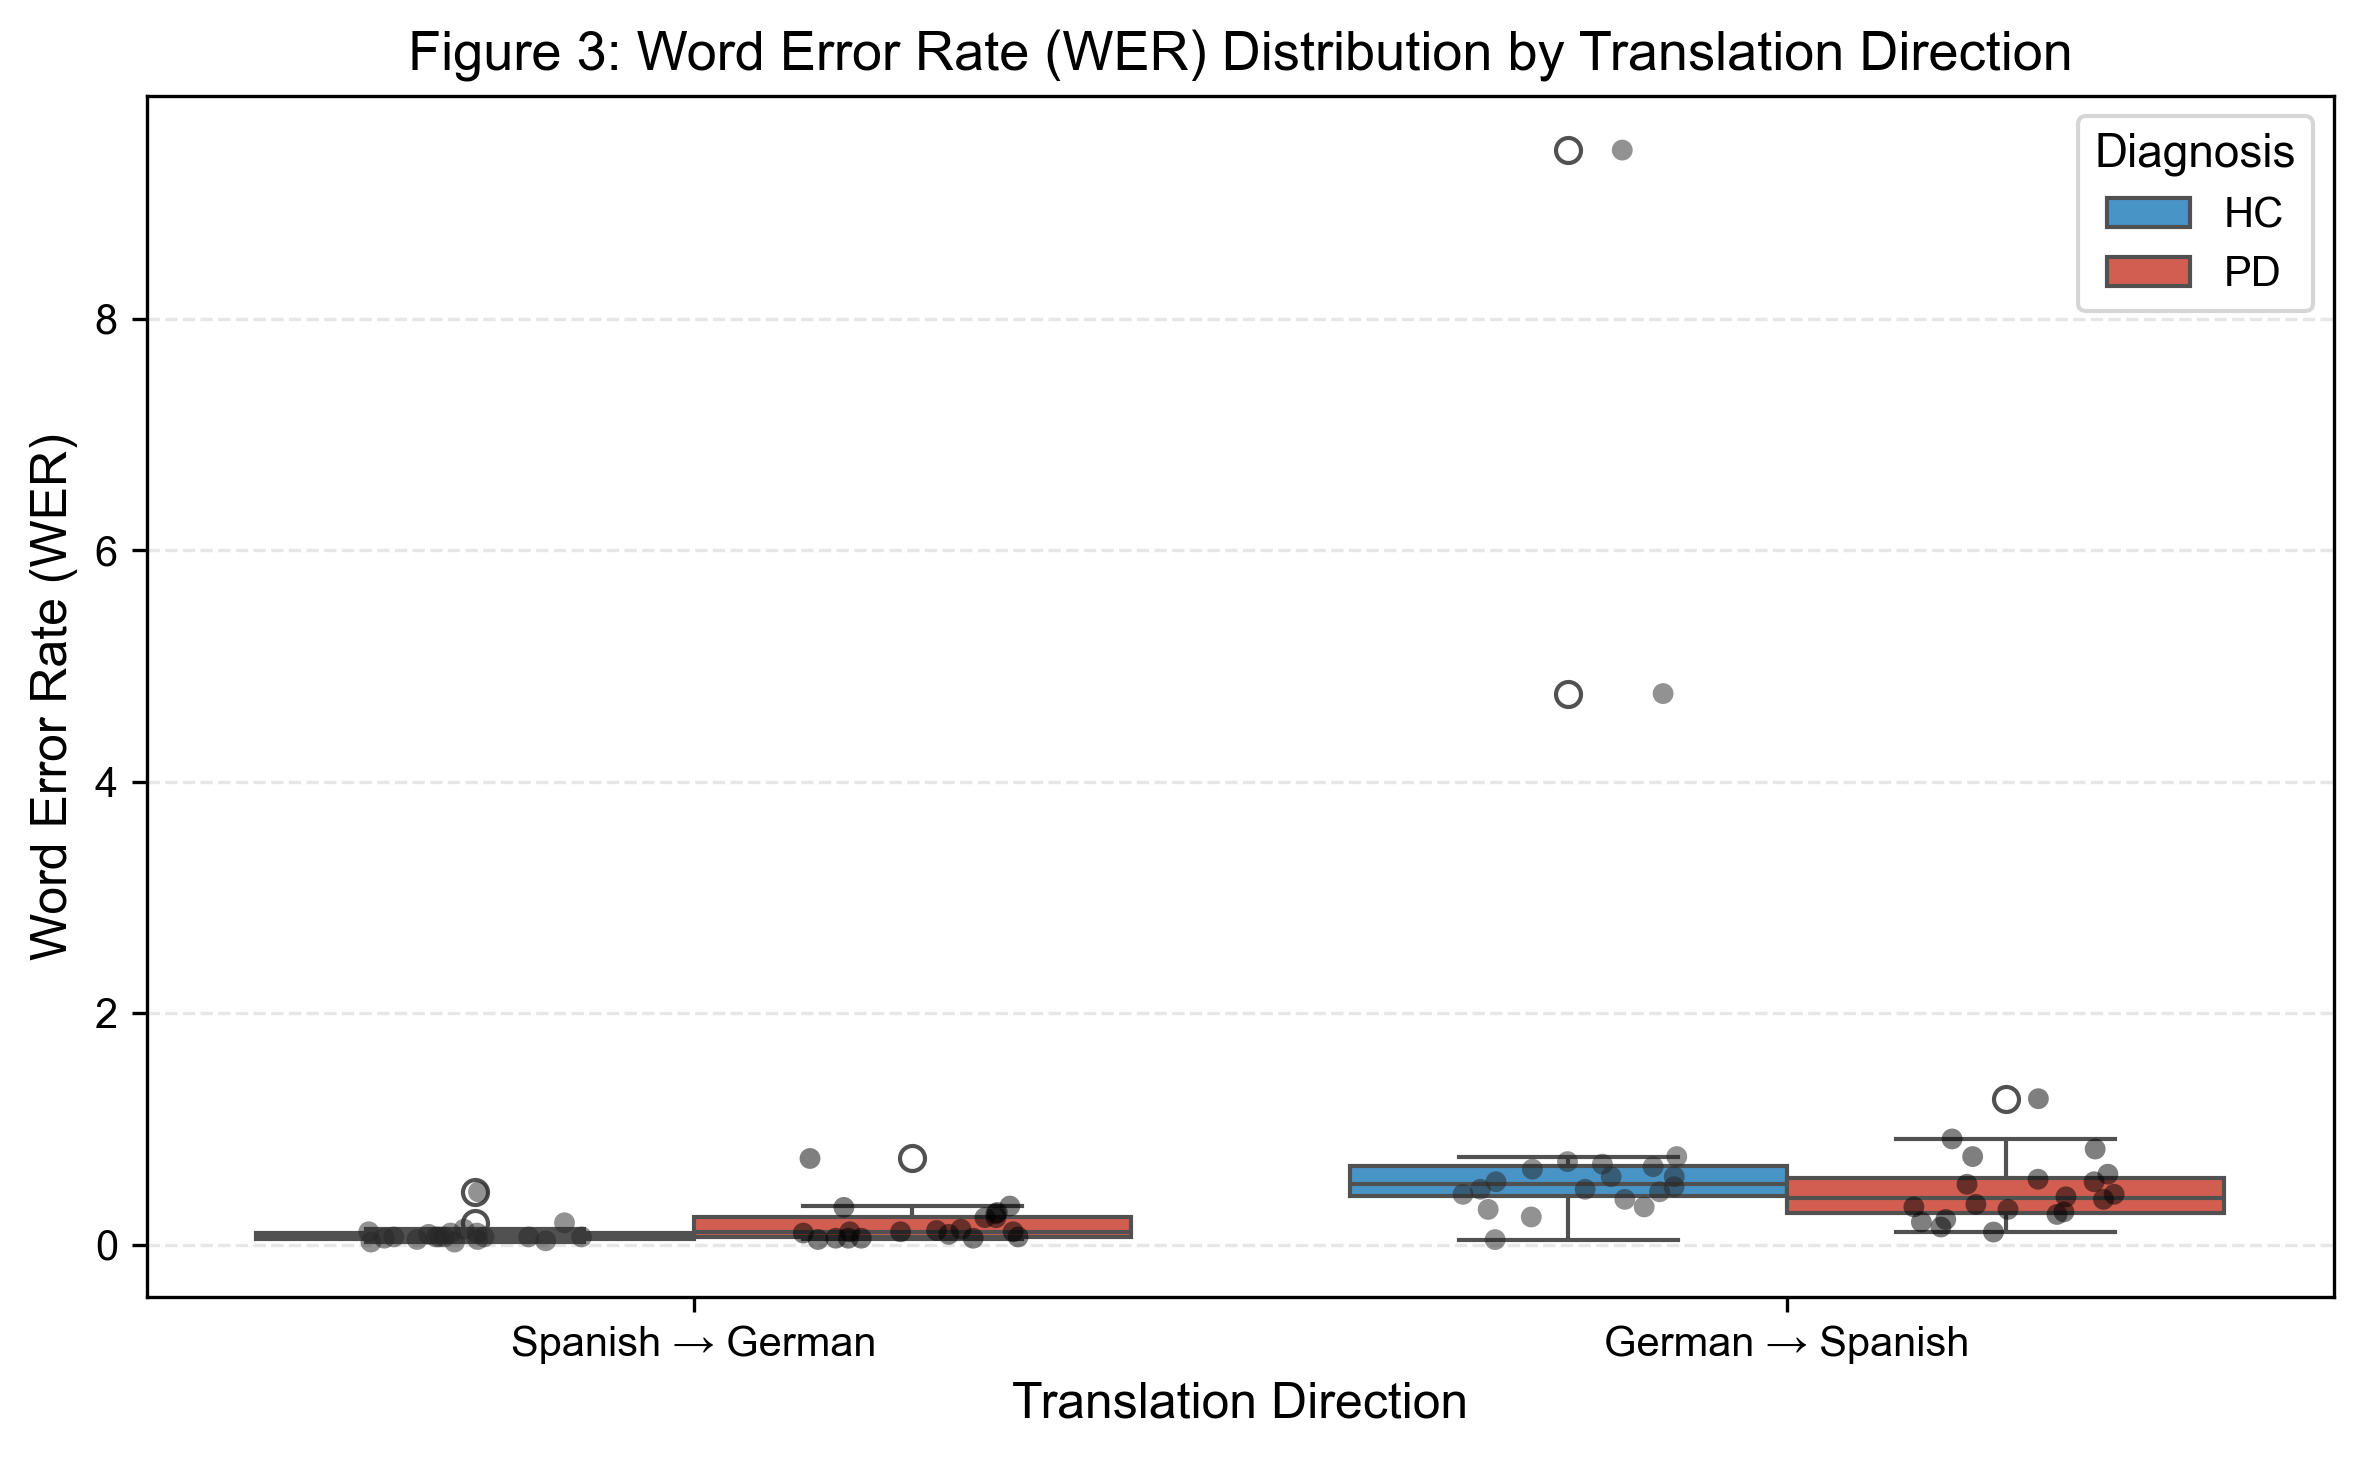 Figure 3: Word Error Rate (WER) Distribution by Translation Direction
Diagnosis
HC
PD
Word Error Rate (WER)
8
6
4
2
0
Spanish → German
German → Spanish
Translation Direction